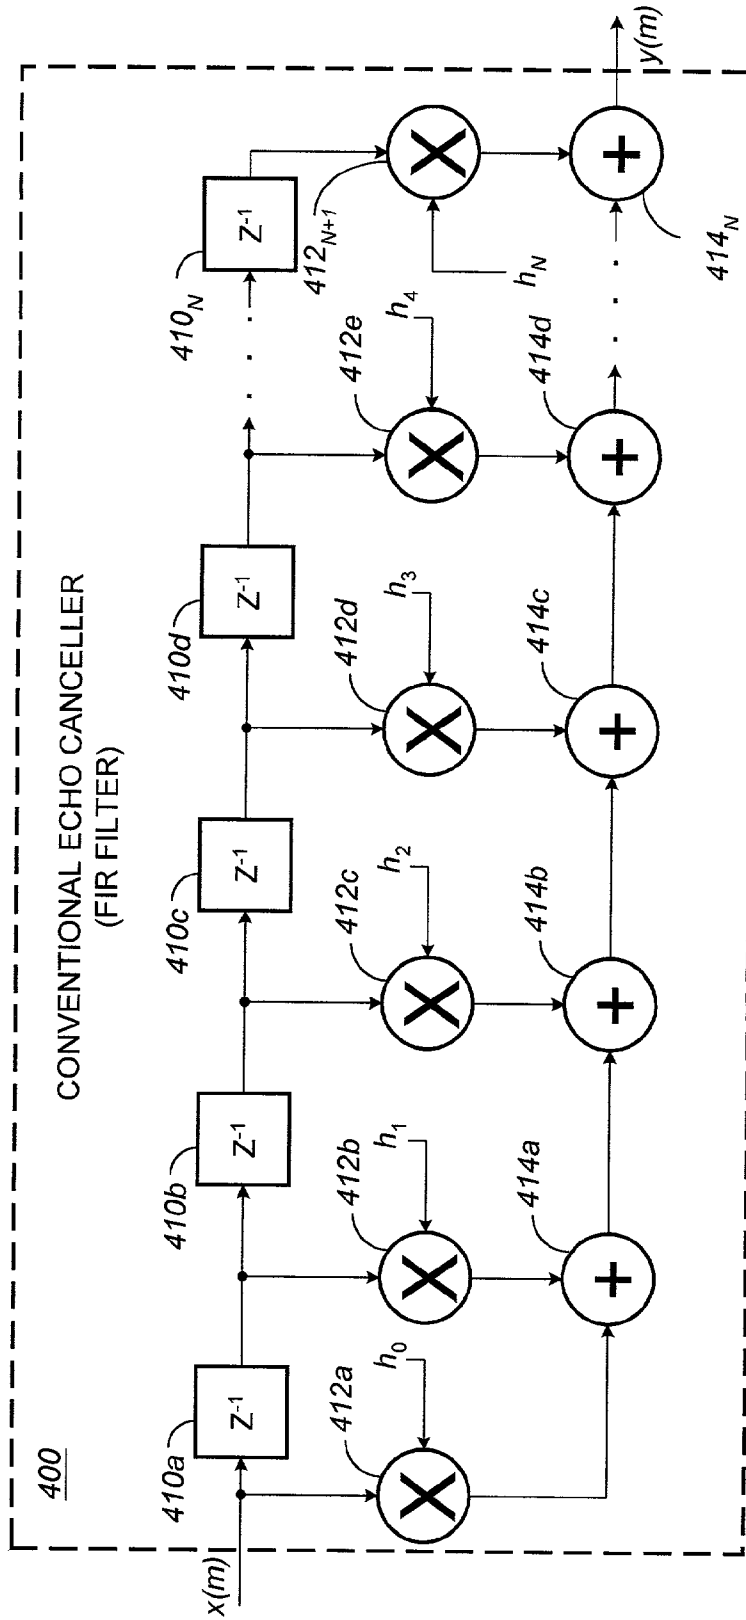 400
CONVENTIONAL ECHO CANCELLER
(FIR FILTER)
x(m)
410a
410b
410c
410d
410N
Z-1
Z-1
Z-1
Z-1
. . .
Z-1
412a
412b
412c
412d
412e
412N+1
h0
h1
h2
h3
h4
hN
X
X
X
X
X
X
414a
414b
414c
414d
414N
+
+
+
+
. . .
+
y(m)